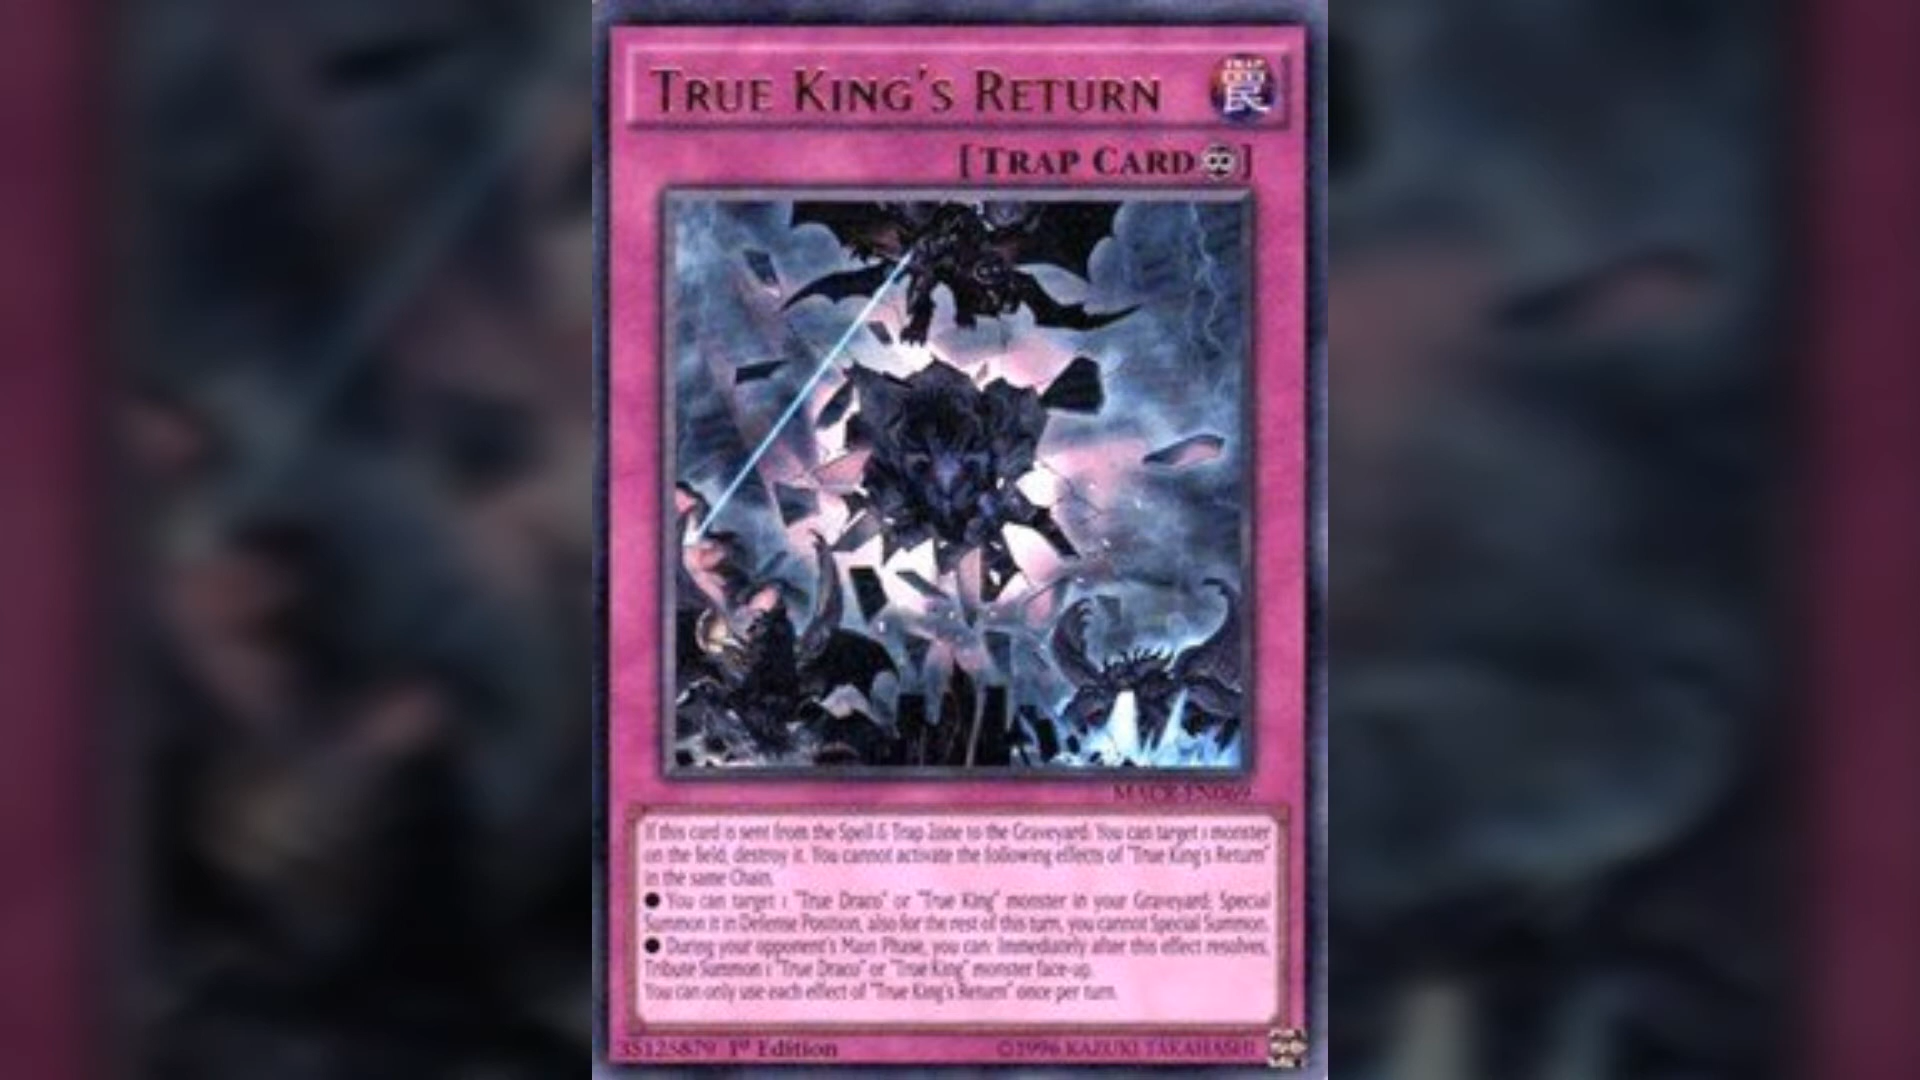 TRUE KING'S RETURN
TRAP
罠
[TRAP CARD∞]
MACR-EN069
If this card is sent from the Spell & Trap Zone to the Graveyard: You can target 1 monster
on the field; destroy it. You cannot activate the following effects of "True King's Return"
in the same Chain.
● You can target 1 "True Draco" or "True King" monster in your Graveyard; Special
Summon it in Defense Position, also for the rest of this turn, you cannot Special Summon.
● During your opponent's Main Phase, you can: Immediately after this effect resolves,
Tribute Summon 1 "True Draco" or "True King" monster face-up.
You can only use each effect of "True King's Return" once per turn.
35125879 1st Edition ©1996 KAZUKI TAKAHASHI